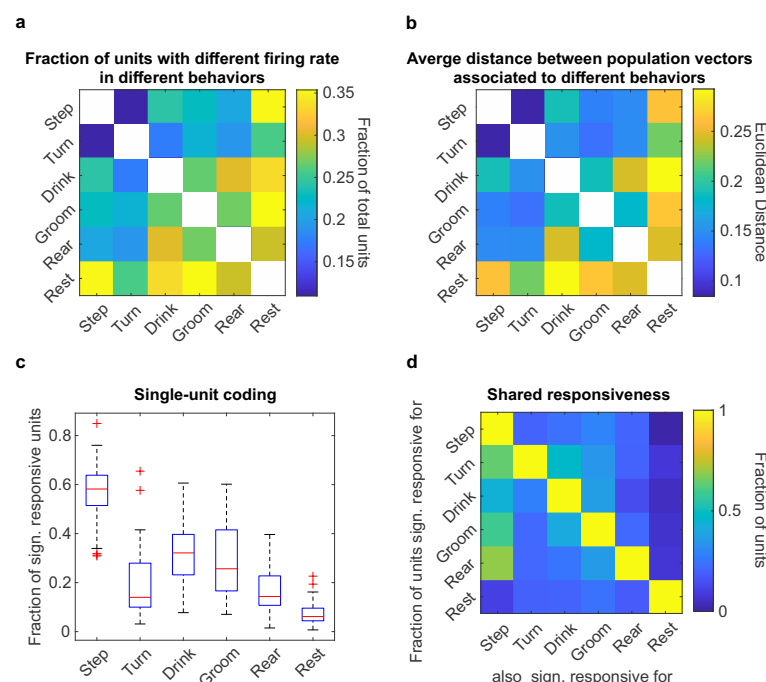 a
Fraction of units with different firing rate
in different behaviors
Step
Turn
Drink
Groom
Rear
Rest
Step
Turn
Drink
Groom
Rear
Rest
0.35
0.3
0.25
0.2
0.15
Fraction of total units
b
Averge distance between population vectors
associated to different behaviors
Step
Turn
Drink
Groom
Rear
Rest
Step
Turn
Drink
Groom
Rear
Rest
0.25
0.2
0.15
0.1
Euclidean Distance
c
Single-unit coding
Fraction of sign. responsive units
0.8
0.6
0.4
0.2
0
Step
Turn
Drink
Groom
Rear
Rest
d
Shared responsiveness
Fraction of units sign. responsive for
Step
Turn
Drink
Groom
Rear
Rest
Step
Turn
Drink
Groom
Rear
Rest
also sign. responsive for
1
0.5
0
Fraction of units